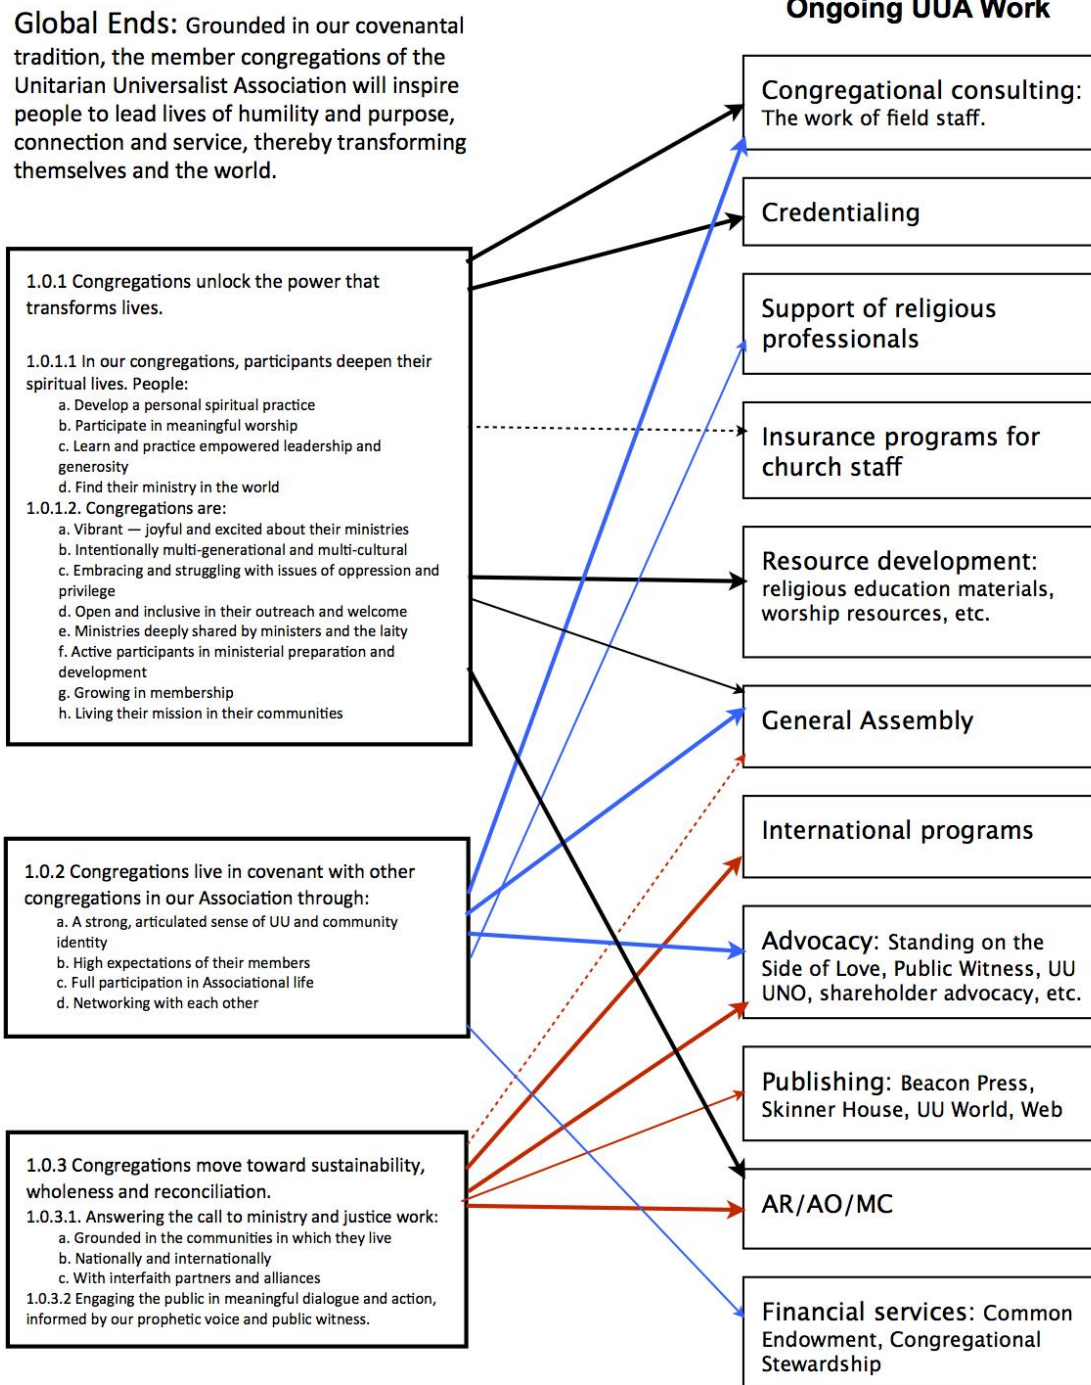 Global Ends: Grounded in our covenantal
tradition, the member congregations of the
Unitarian Universalist Association will inspire
people to lead lives of humility and purpose,
connection and service, thereby transforming
themselves and the world.
1.0.1 Congregations unlock the power that
transforms lives.
1.0.1.1 In our congregations, participants deepen their
spiritual lives. People:
a. Develop a personal spiritual practice
b. Participate in meaningful worship
c. Learn and practice empowered leadership and
generosity
d. Find their ministry in the world
1.0.1.2. Congregations are:
a. Vibrant — joyful and excited about their ministries
b. Intentionally multi-generational and multi-cultural
c. Embracing and struggling with issues of oppression and
privilege
d. Open and inclusive in their outreach and welcome
e. Ministries deeply shared by ministers and the laity
f. Active participants in ministerial preparation and
development
g. Growing in membership
h. Living their mission in their communities
1.0.2 Congregations live in covenant with other
congregations in our Association through:
a. A strong, articulated sense of UU and community
identity
b. High expectations of their members
c. Full participation in Associational life
d. Networking with each other
1.0.3 Congregations move toward sustainability,
wholeness and reconciliation.
1.0.3.1. Answering the call to ministry and justice work:
a. Grounded in the communities in which they live
b. Nationally and internationally
c. With interfaith partners and alliances
1.0.3.2 Engaging the public in meaningful dialogue and action,
informed by our prophetic voice and public witness.
Ongoing UUA Work
Congregational consulting:
The work of field staff.
Credentialing
Support of religious
professionals
Insurance programs for
church staff
Resource development:
religious education materials,
worship resources, etc.
General Assembly
International programs
Advocacy: Standing on the
Side of Love, Public Witness, UU
UNO, shareholder advocacy, etc.
Publishing: Beacon Press,
Skinner House, UU World, Web
AR/AO/MC
Financial services: Common
Endowment, Congregational
Stewardship